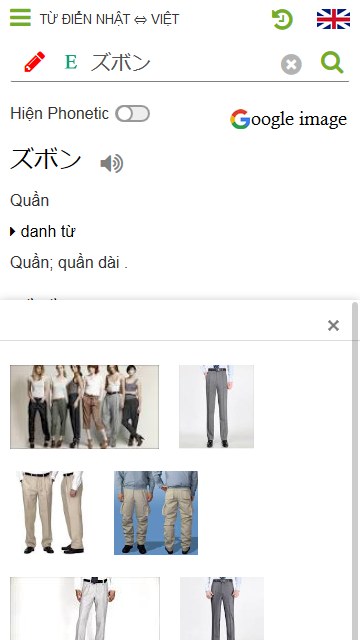 TỪ ĐIỂN NHẬT ⇔ VIỆT
E ズボン
Hiện Phonetic
Google image
ズボン
Quần
danh từ
Quần; quần dài .